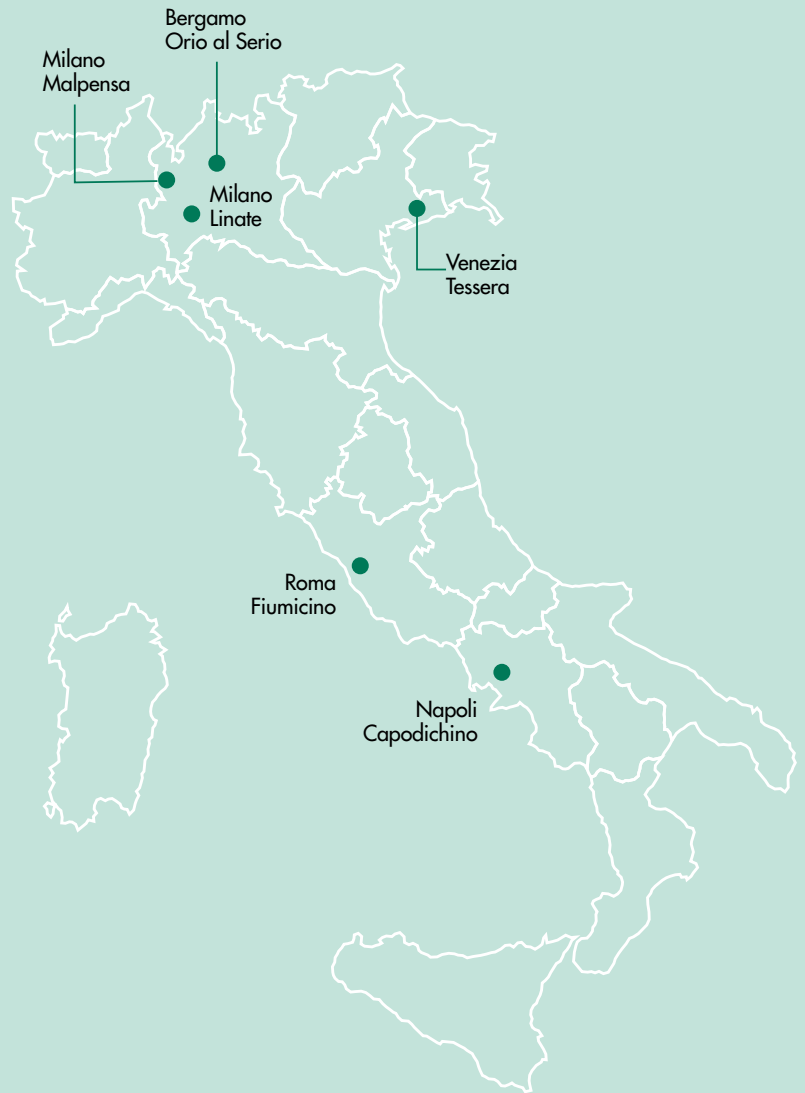 Bergamo
Orio al Serio
Milano
Malpensa
Milano
Linate
Venezia
Tessera
Roma
Fiumicino
Napoli
Capodichino